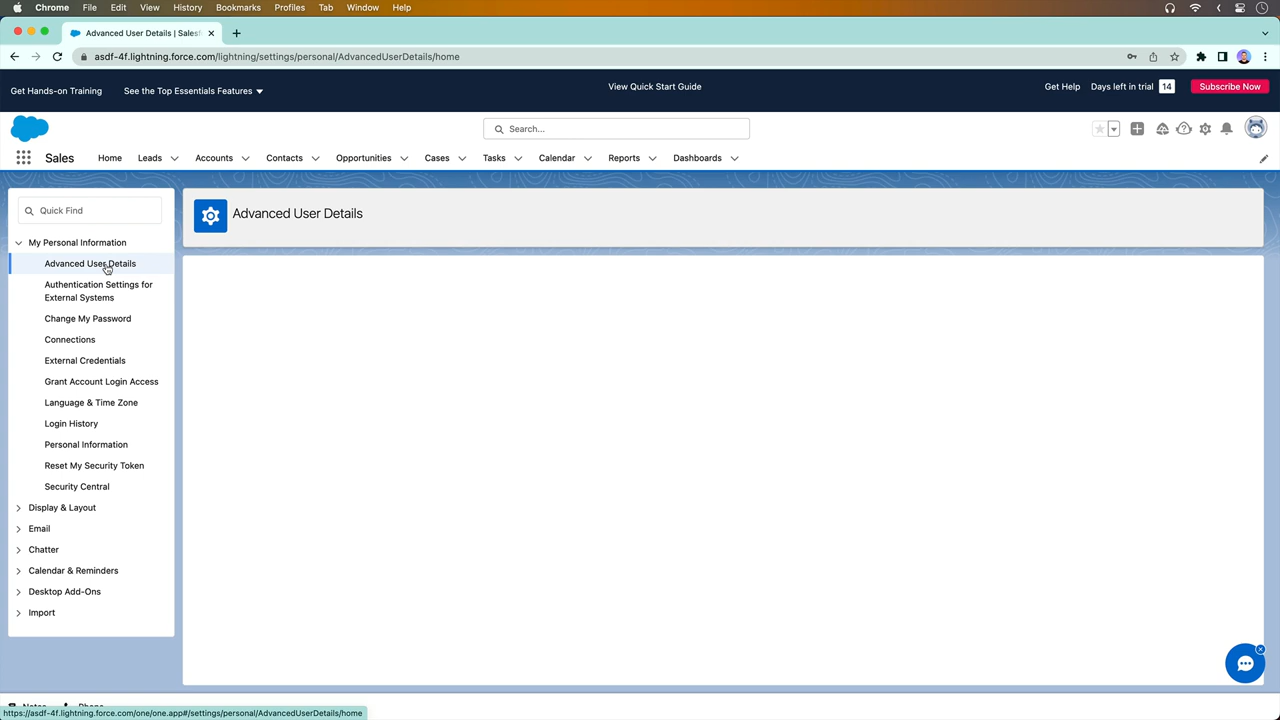 Chrome File Edit View History Bookmarks Profiles Tab Window Help
Advanced User Details | Salesf
asdf-4f.lightning.force.com/lightning/settings/personal/AdvancedUserDetails/home
Get Hands-on Training See the Top Essentials Features View Quick Start Guide Get Help Days left in trial 14 Subscribe Now
Search...
Sales Home Leads Accounts Contacts Opportunities Cases Tasks Calendar Reports Dashboards
Quick Find
My Personal Information
Advanced User Details
Authentication Settings for
External Systems
Change My Password
Connections
External Credentials
Grant Account Login Access
Language & Time Zone
Login History
Personal Information
Reset My Security Token
Security Central
Display & Layout
Email
Chatter
Calendar & Reminders
Desktop Add-Ons
Import
Advanced User Details
Notes Phone
https://asdf-4f.lightning.force.com/one/one.app#/settings/personal/AdvancedUserDetails/home